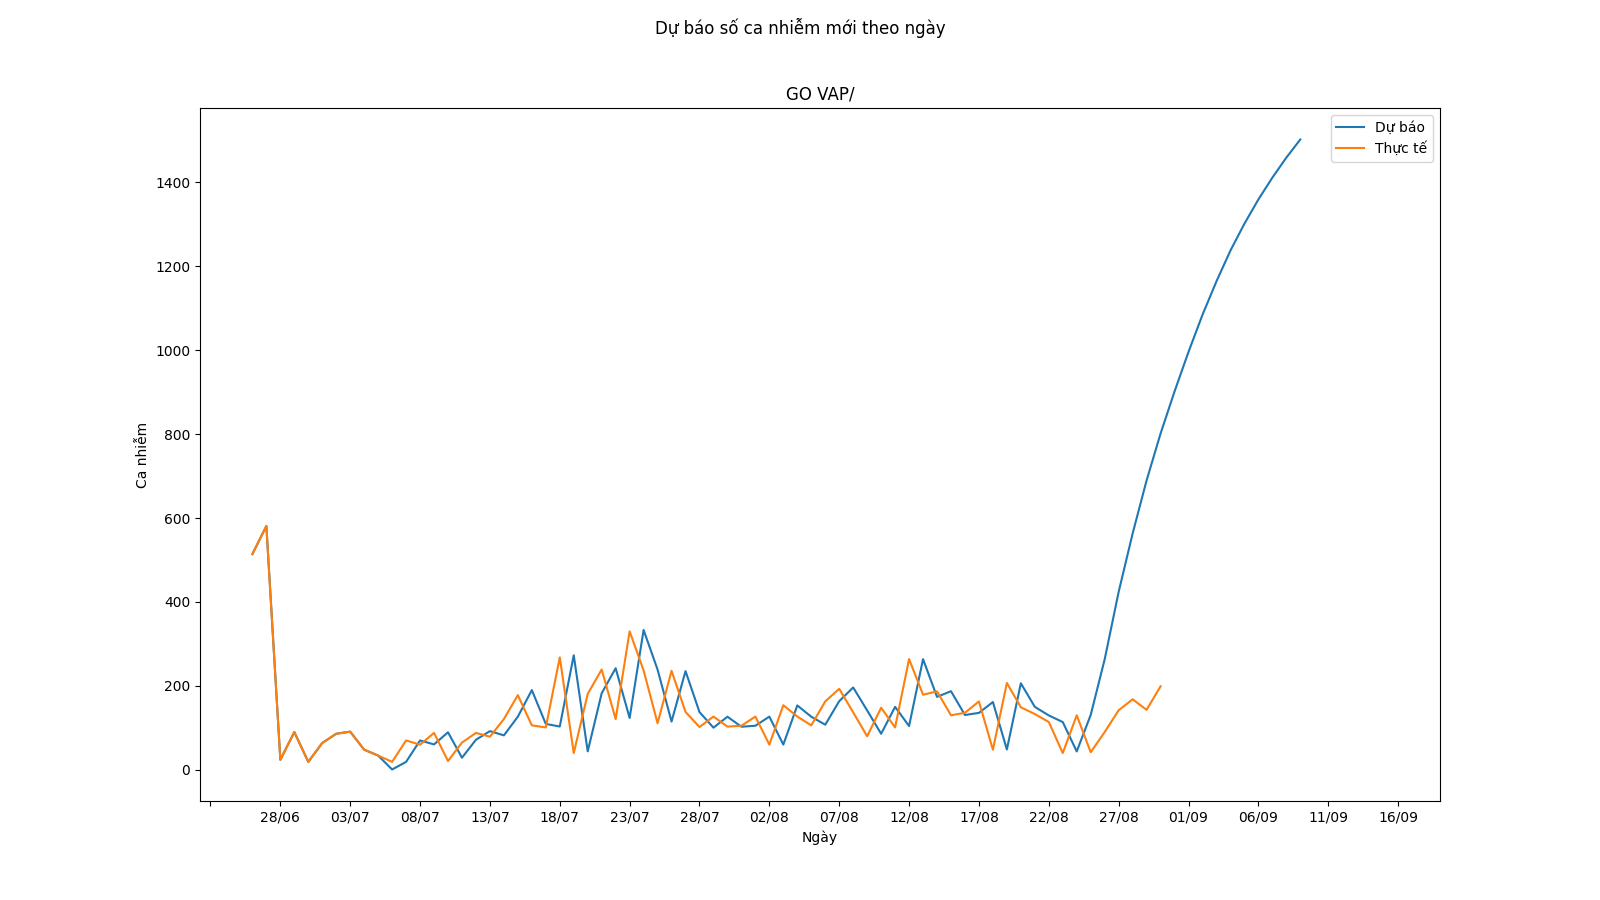 Dự báo số ca nhiễm mới theo ngày
GO VAP/
Dự báo
Thực tế
1400
1200
1000
800
600
400
200
0
Ca nhiễm
28/06 03/07 08/07 13/07 18/07 23/07 28/07 02/08 07/08 12/08 17/08 22/08 27/08 01/09 06/09 11/09 16/09
Ngày